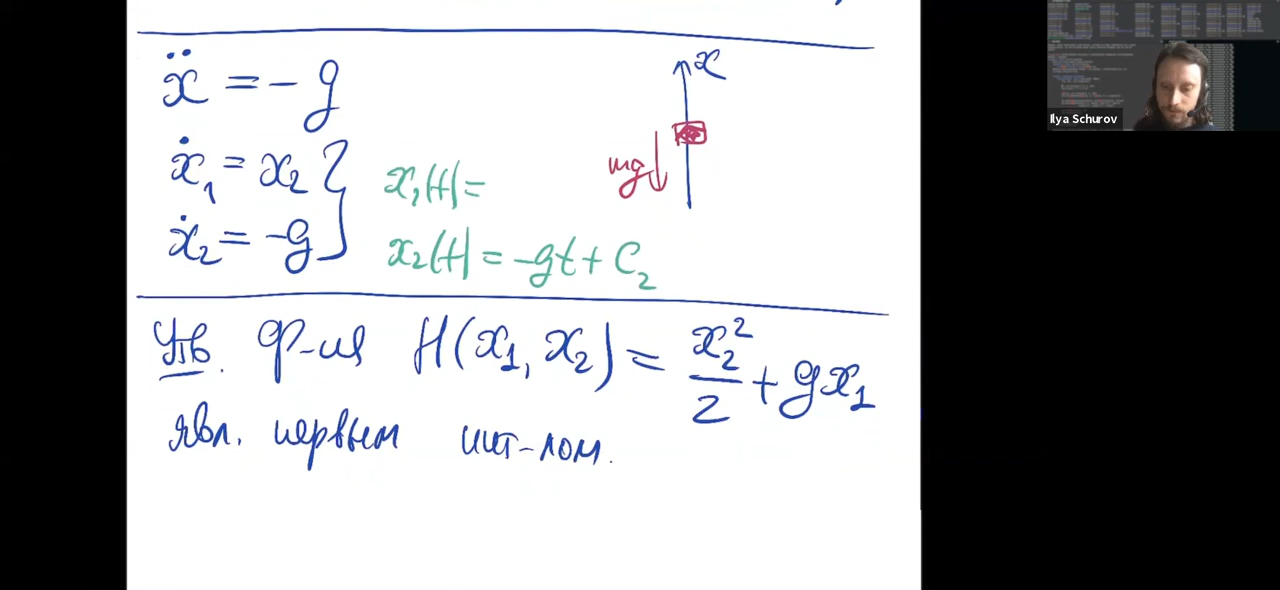 ẍ = -g
x
ẋ₁ = x₂
x₁(t) =
mg
ẋ₂ = -g
x₂(t) = -gt + C₂
Утв. Ф-ия H(x₁, x₂) = x₂²/2 + gx₁
явл. первым инт-лом.
Ilya Schurov